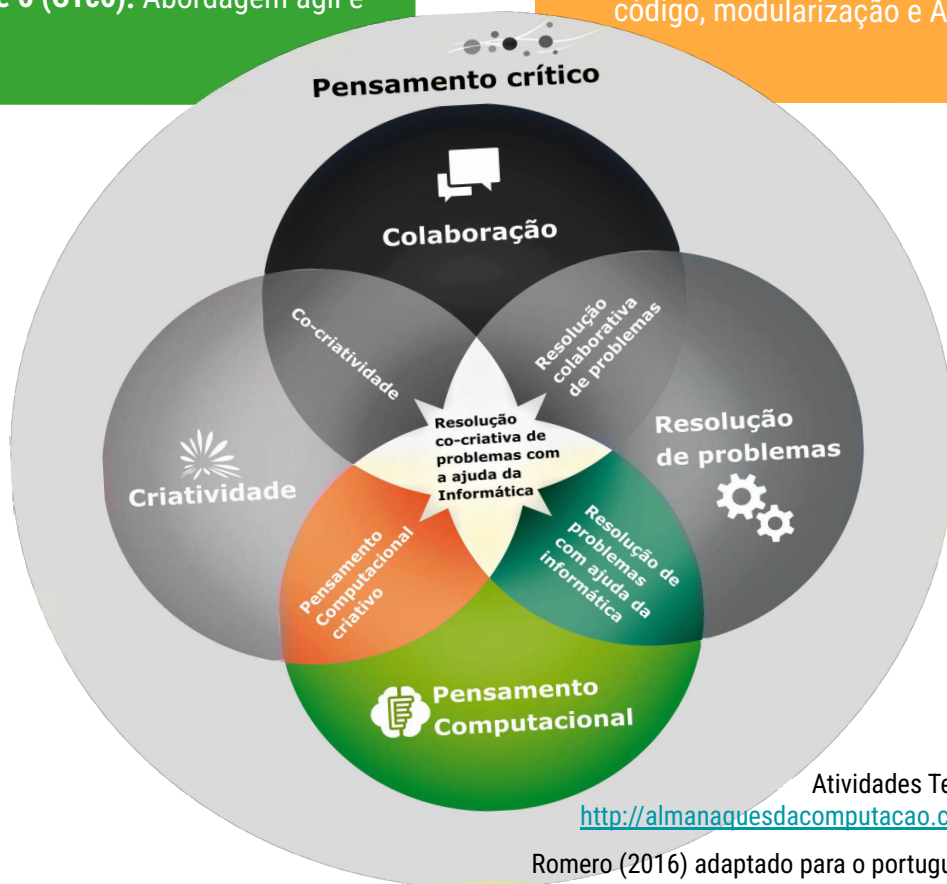 e 6 (CTe6): Abordagem ágil e
código, modularização e A
Pensamento crítico
Colaboração
Co-criatividade
Resolução
colaborativa
de problemas
Criatividade
Resolução
co-criativa de
problemas com
a ajuda da
Informática
Resolução
de problemas
Pensamento
Computacional
criativo
Resolução de
problemas
com ajuda da
informática
Pensamento
Computacional
Atividades Te
http://almanaquesdacomputacao.c
Romero (2016) adaptado para o portugu